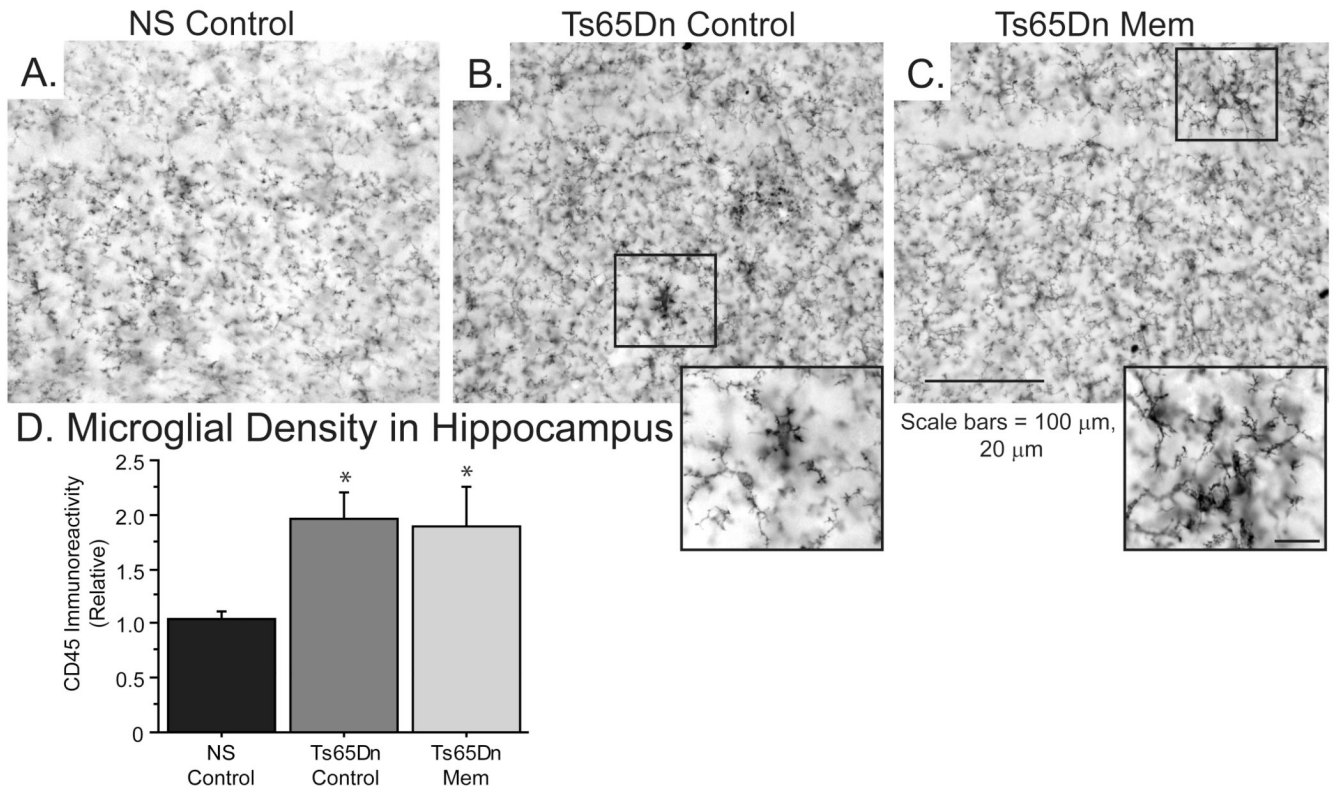 NS Control
Ts65Dn Control
Ts65Dn Mem
A.
B.
C.
Scale bars = 100 μm,
20 μm
D. Microglial Density in Hippocampus
CD45 Immunoreactivity
(Relative)
2.5
2.0
1.5
1.0
0.5
0
*
*
NS
Control
Ts65Dn
Control
Ts65Dn
Mem